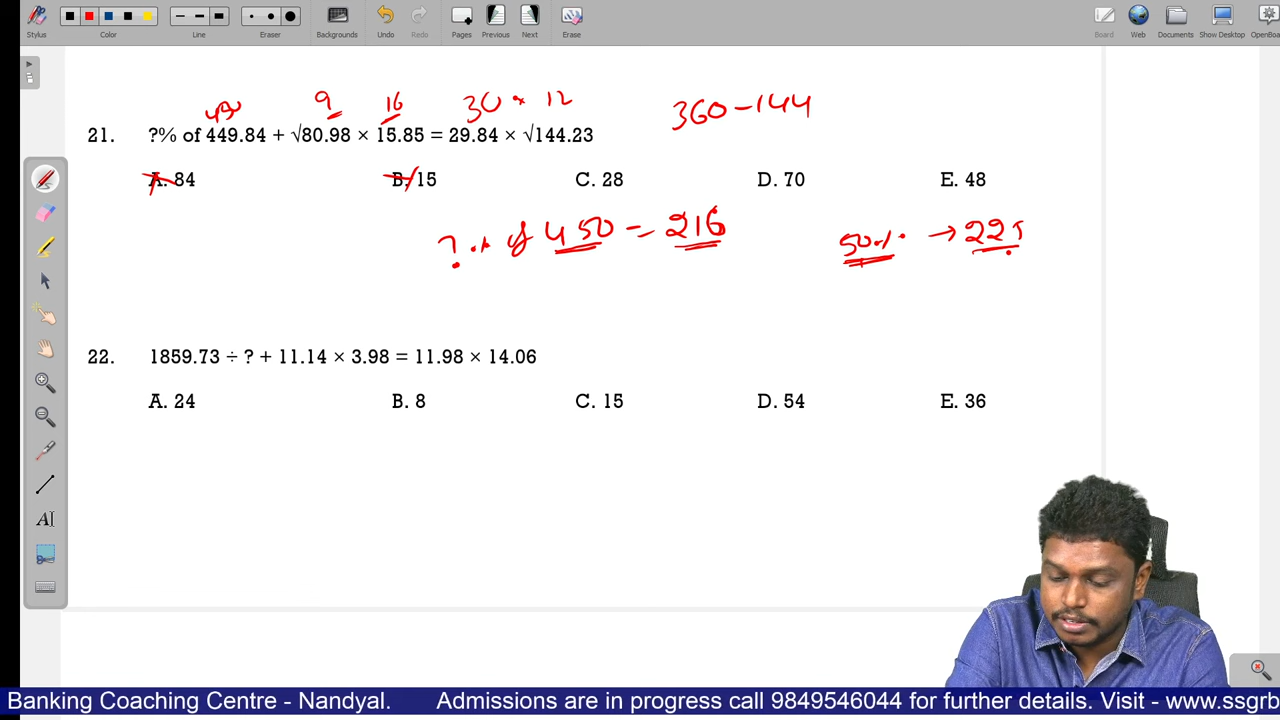 Stylus Color Line Eraser Backgrounds Undo Redo Pages Previous Next Erase Board Web Documents Show Desktop OpenBoa
450 9 16 30 × 12 360 - 144
21. ?% of 449.84 + √80.98 × 15.85 = 29.84 × √144.23
A. 84 B. 15 C. 28 D. 70 E. 48
?% of 450 = 216 50% → 225
22. 1859.73 ÷ ? + 11.14 × 3.98 = 11.98 × 14.06
A. 24 B. 8 C. 15 D. 54 E. 36
Banking Coaching Centre - Nandyal. Admissions are in progress call 9849546044 for further details. Visit - www.ssgrb